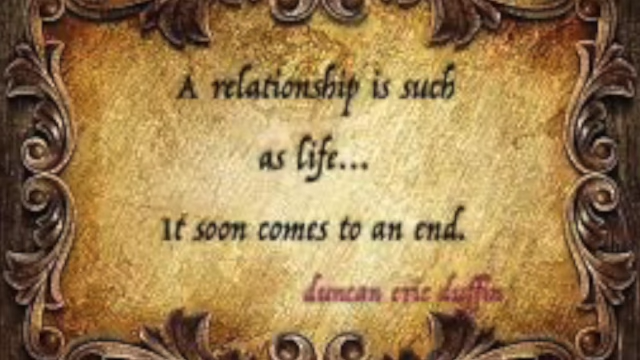 A relationship is such
as life...
It soon comes to an end.
duncan eric duffin